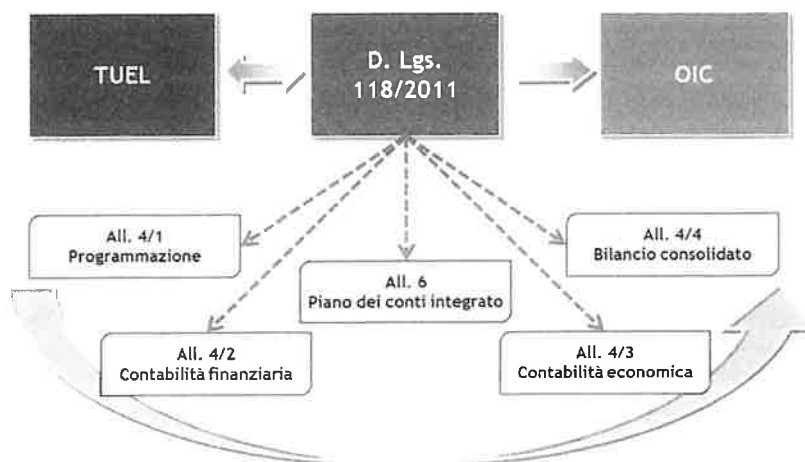 TUEL
D. Lgs.
118/2011
OIC
All. 4/1
Programmazione
All. 4/4
Bilancio consolidato
All. 6
Piano dei conti integrato
All. 4/2
Contabilità finanziaria
All. 4/3
Contabilità economica